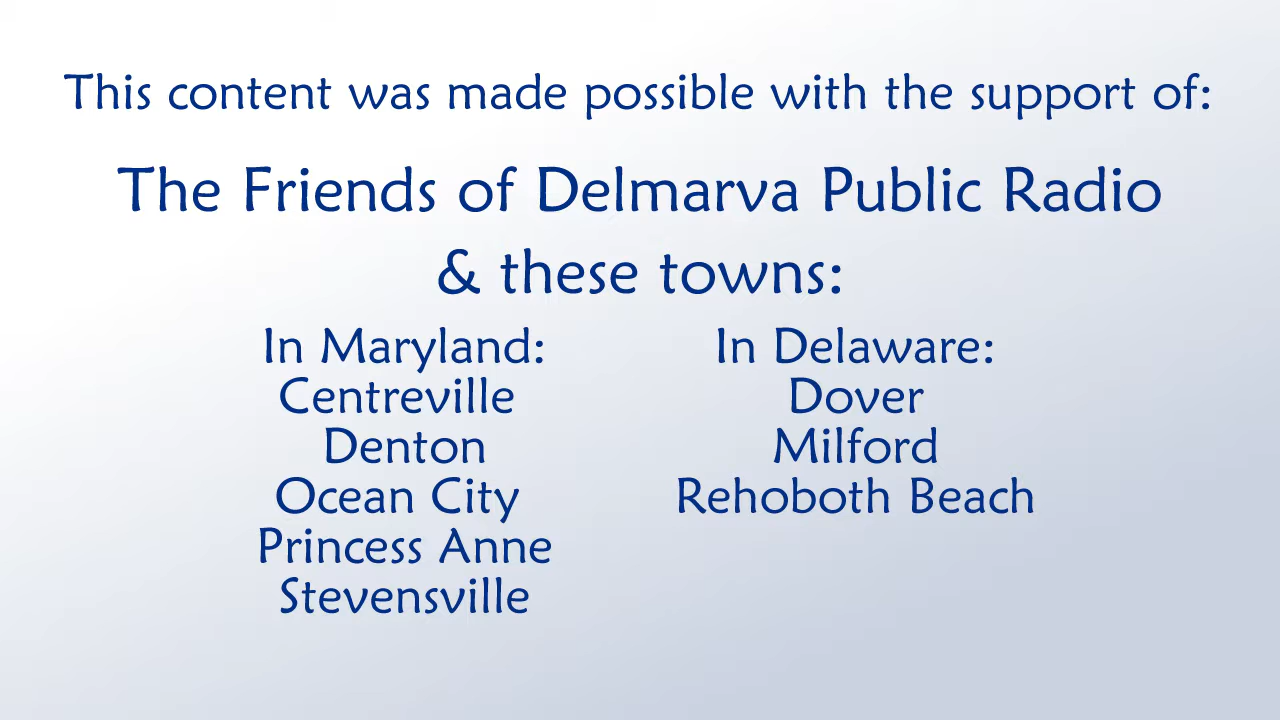 This content was made possible with the support of:
The Friends of Delmarva Public Radio
& these towns:
In Maryland:
Centreville
Denton
Ocean City
Princess Anne
Stevensville
In Delaware:
Dover
Milford
Rehoboth Beach